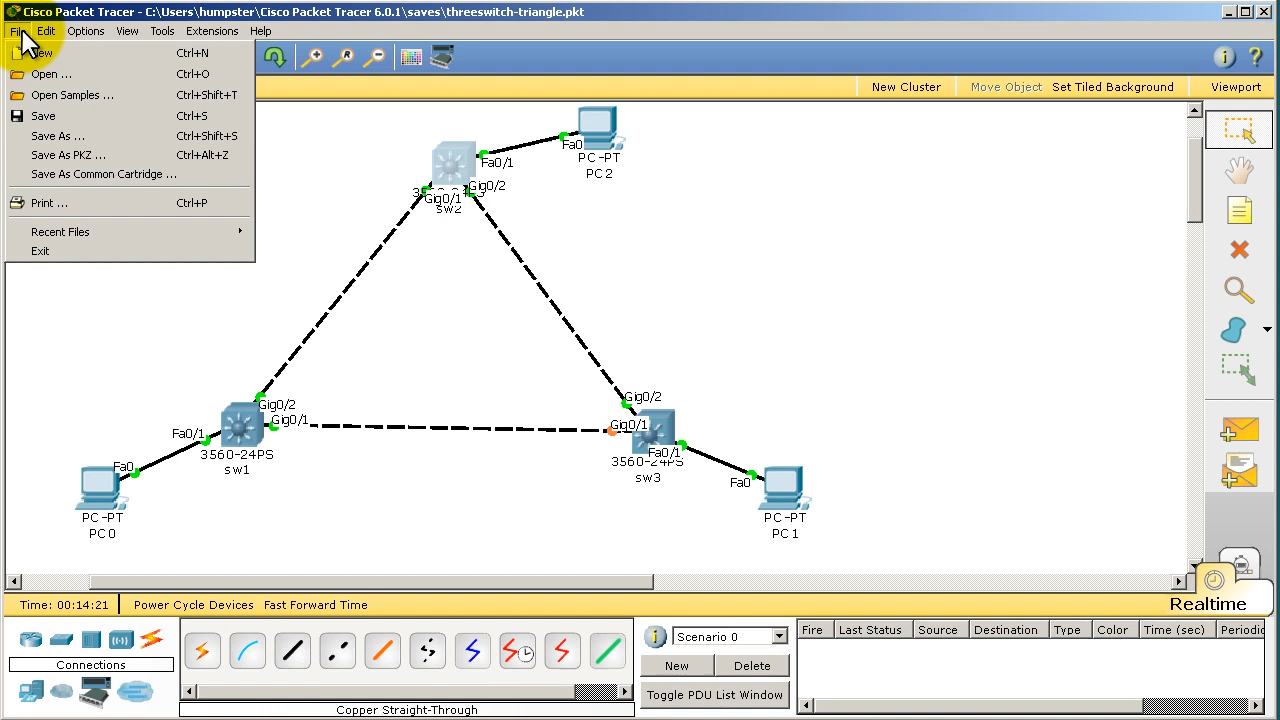 Cisco Packet Tracer - C:\Users\humpster\Cisco Packet Tracer 6.0.1\saves\threeswitch-triangle.pkt
File Edit Options View Tools Extensions Help
New Ctrl+N
Open ... Ctrl+O
Open Samples ... Ctrl+Shift+T
Save Ctrl+S
Save As ... Ctrl+Shift+S
Save As PKZ ... Ctrl+Alt+Z
Save As Common Cartridge ...
Print ... Ctrl+P
Recent Files
Exit
New Cluster Move Object Set Tiled Background Viewport
Fa0
PC-PT
PC2
Fa0/1
Gig0/2
Gig0/1
sw2
Gig0/2
Gig0/1
Fa0/1
3560-24PS
sw1
Fa0
PC-PT
PC0
Gig0/2
Gig0/1
Fa0/1
3560-24PS
sw3
Fa0
PC-PT
PC1
Time: 00:14:21 Power Cycle Devices Fast Forward Time
Realtime
Connections
Copper Straight-Through
Scenario 0
New Delete
Toggle PDU List Window
Fire Last Status Source Destination Type Color Time (sec) Periodic